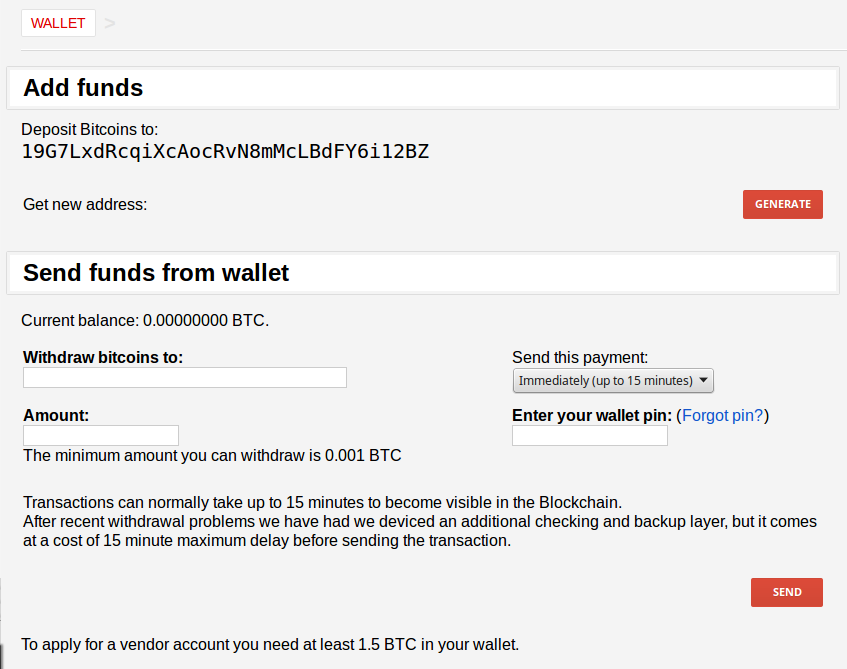 WALLET >
Add funds
Deposit Bitcoins to:
19G7LxdRcqiXcAocRvN8mMcLBdFY6i12BZ
Get new address:
GENERATE
Send funds from wallet
Current balance: 0.00000000 BTC.
Withdraw bitcoins to:
Send this payment:
Immediately (up to 15 minutes)
Amount:
Enter your wallet pin: (Forgot pin?)
The minimum amount you can withdraw is 0.001 BTC
Transactions can normally take up to 15 minutes to become visible in the Blockchain.
After recent withdrawal problems we have had we deviced an additional checking and backup layer, but it comes
at a cost of 15 minute maximum delay before sending the transaction.
SEND
To apply for a vendor account you need at least 1.5 BTC in your wallet.